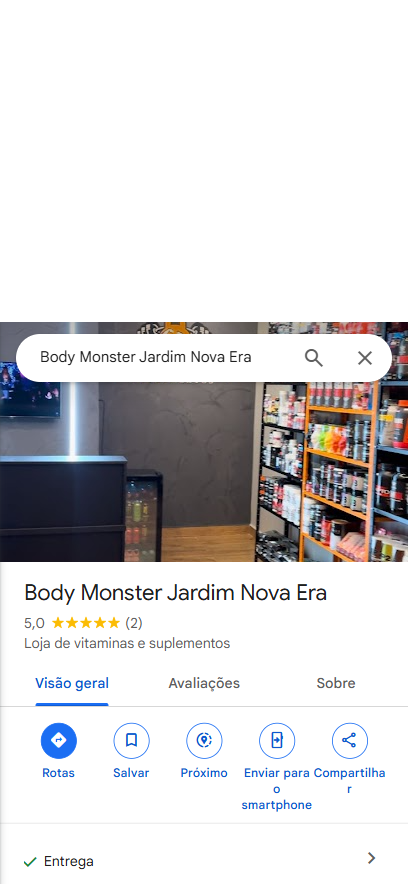 Body Monster Jardim Nova Era
Body Monster Jardim Nova Era
5,0 (2)
Loja de vitaminas e suplementos
Visão geral Avaliações Sobre
Rotas Salvar Próximo Enviar para o smartphone Compartilhar
Entrega